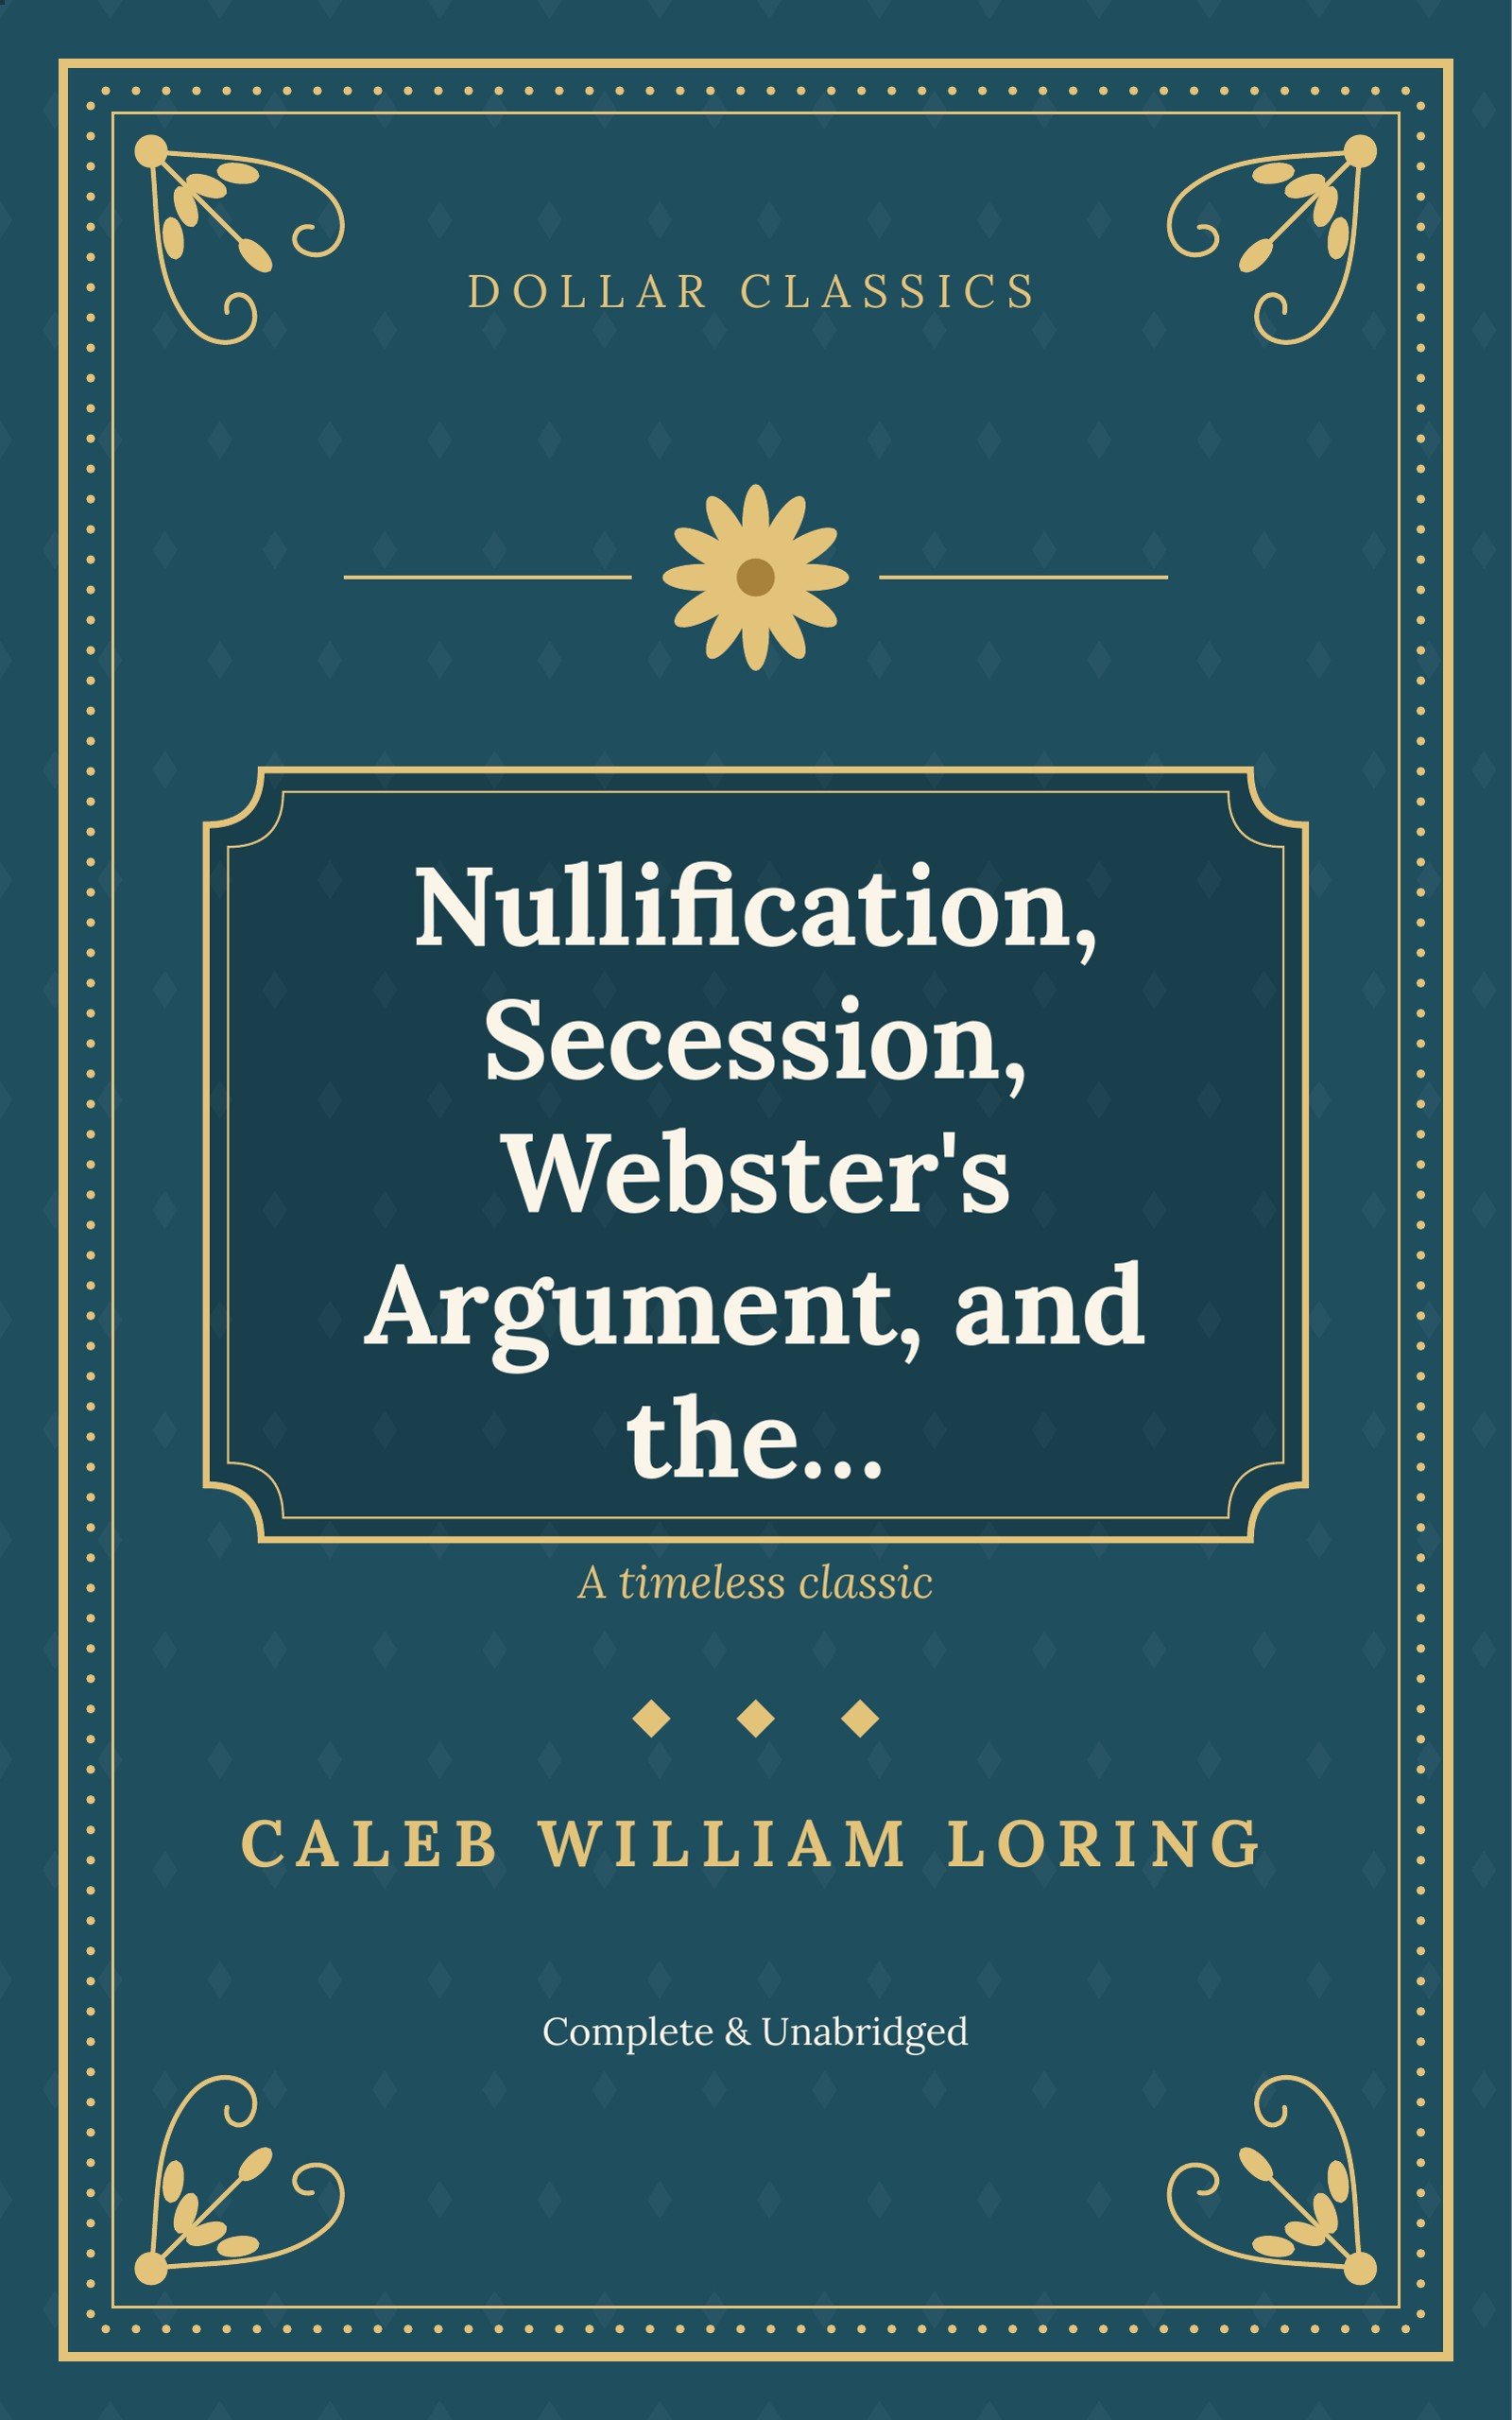 DOLLAR CLASSICS
Nullification,
Secession,
Webster's
Argument, and
the...
A timeless classic
CALEB WILLIAM LORING
Complete & Unabridged